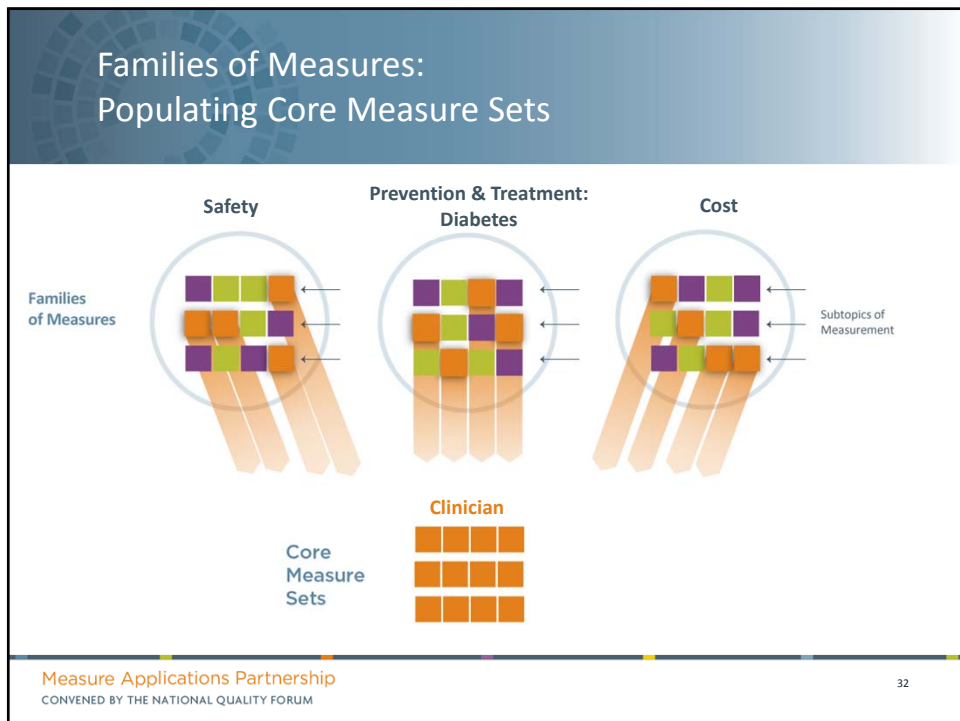 Families of Measures:
Populating Core Measure Sets
Safety
Prevention & Treatment:
Diabetes
Cost
Families
of Measures
Subtopics of
Measurement
Clinician
Core
Measure
Sets
Measure Applications Partnership
CONVENED BY THE NATIONAL QUALITY FORUM
32